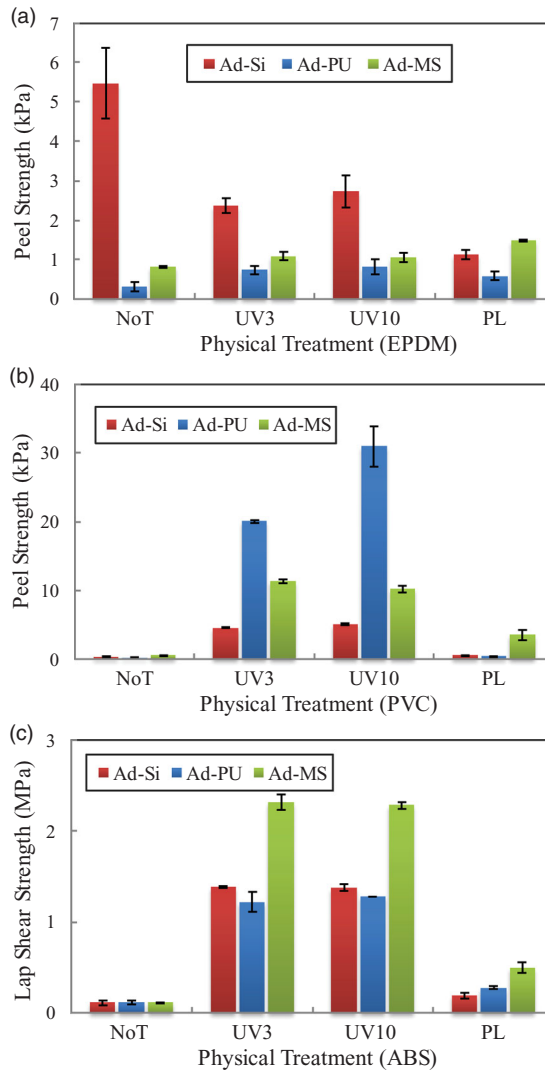 (a)
7
6
5
4
3
2
1
0
Peel Strength (kPa)
Ad-Si Ad-PU Ad-MS
NoT UV3 UV10 PL
Physical Treatment (EPDM)
(b)
40
30
20
10
0
Peel Strength (kPa)
Ad-Si Ad-PU Ad-MS
NoT UV3 UV10 PL
Physical Treatment (PVC)
(c)
3
2
1
0
Lap Shear Strength (MPa)
Ad-Si Ad-PU Ad-MS
NoT UV3 UV10 PL
Physical Treatment (ABS)